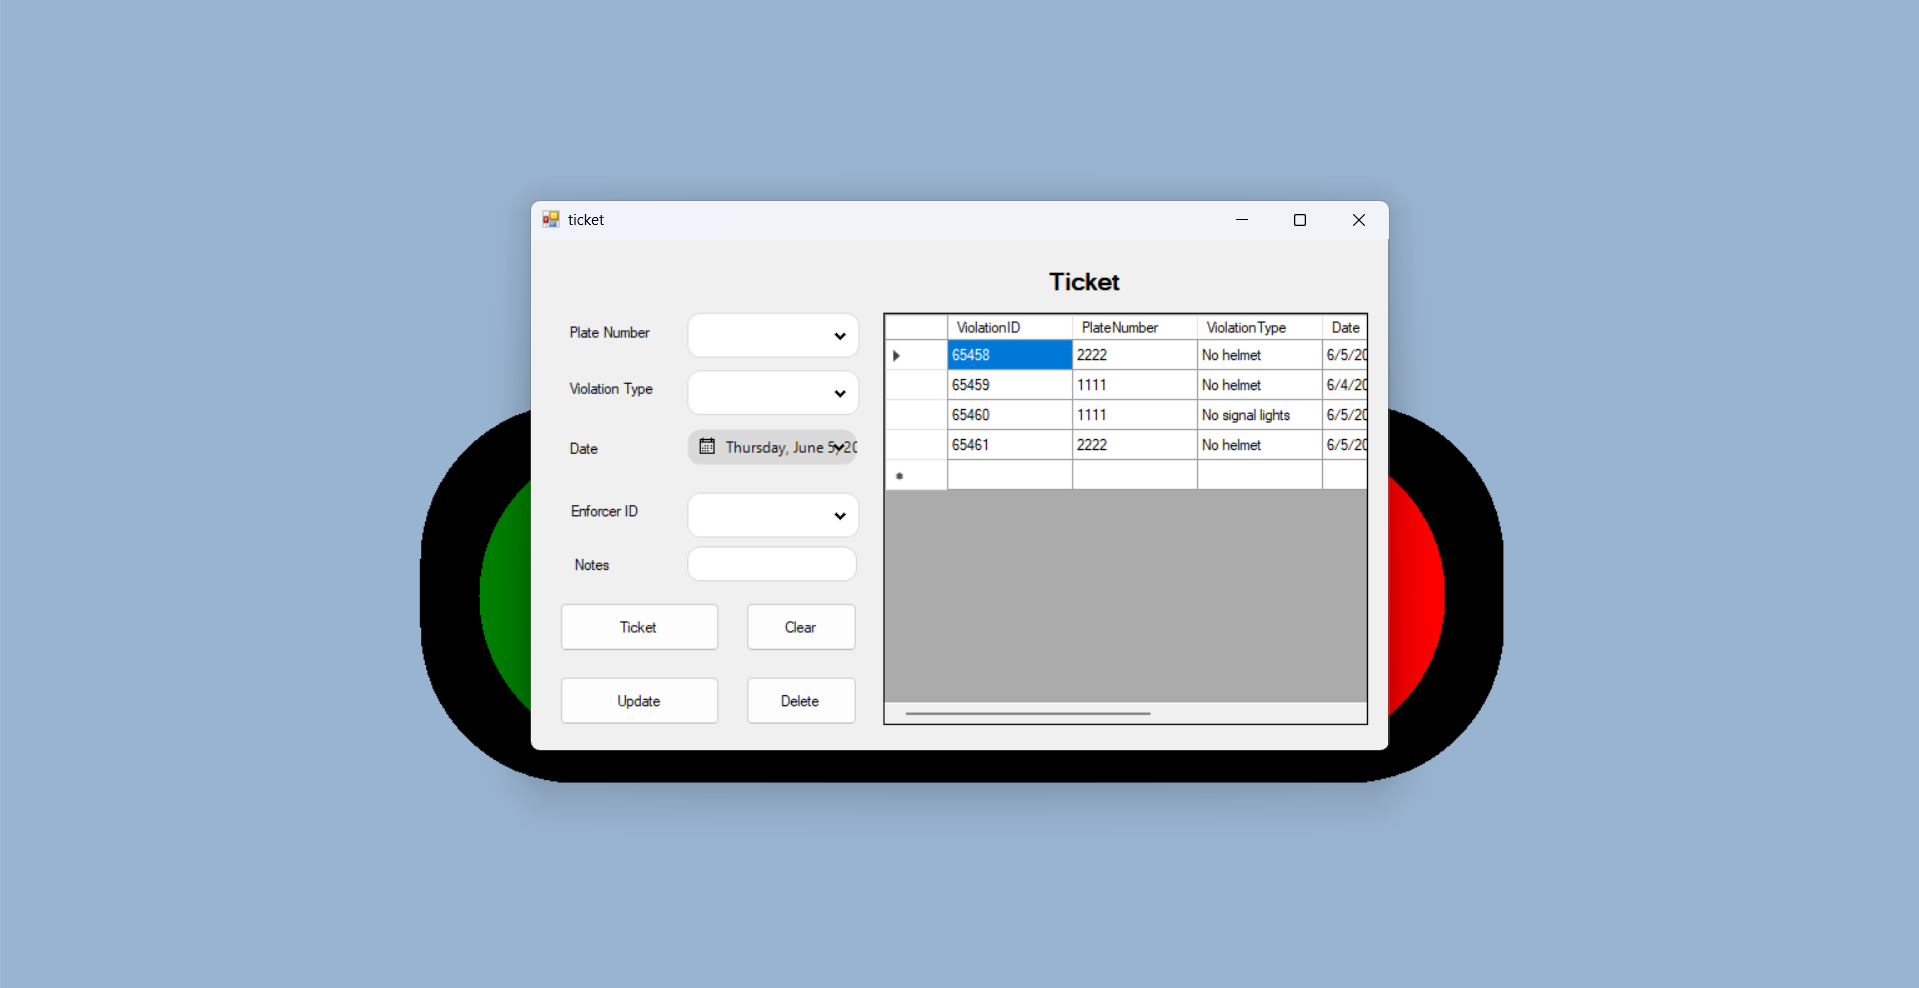 ticket
Ticket
Plate Number
Violation Type
Date
Thursday, June 5, 20
Enforcer ID
Notes
Ticket
Clear
Update
Delete
ViolationID PlateNumber ViolationType Date
65458 2222 No helmet 6/5/20
65459 1111 No helmet 6/4/20
65460 1111 No signal lights 6/5/20
65461 2222 No helmet 6/5/20